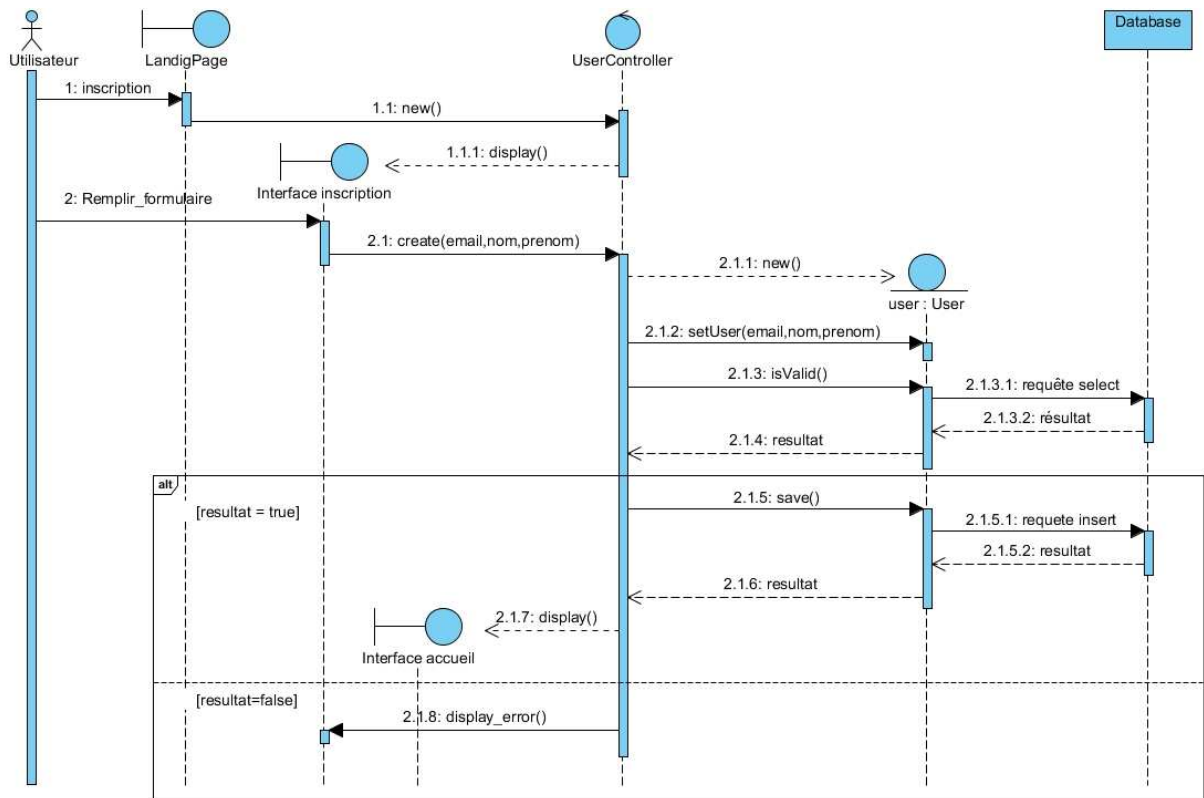 Utilisateur
LandigPage
UserController
Database
1: inscription
1.1: new()
1.1.1: display()
Interface inscription
2: Remplir_formulaire
2.1: create(email,nom,prenom)
2.1.1: new()
user : User
2.1.2: setUser(email,nom,prenom)
2.1.3: isValid()
2.1.3.1: requête select
2.1.3.2: résultat
2.1.4: resultat
alt
[resultat = true]
2.1.5: save()
2.1.5.1: requete insert
2.1.5.2: resultat
2.1.6: resultat
2.1.7: display()
Interface accueil
[resultat=false]
2.1.8: display_error()